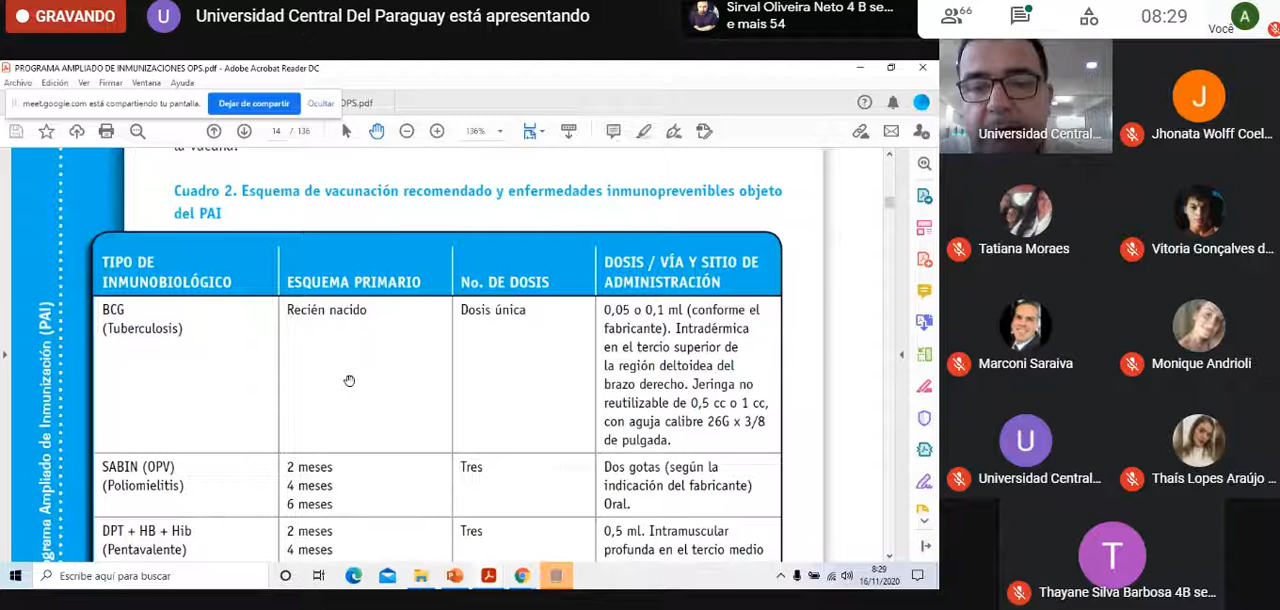 GRAVANDO
U
Universidad Central Del Paraguay está apresentando
Sirval Oliveira Neto 4 B se...
e mais 54
66
08:29
Você
A
PROGRAMA AMPLIADO DE INMUNIZACIONES OPS.pdf - Adobe Acrobat Reader DC
Archivo Edición Ver Firmar Ventana Ayuda
meet.google.com está compartiendo tu pantalla.
Dejar de compartir
Ocultar
OPS.pdf
14 / 136
136%
la vacuna.
Cuadro 2. Esquema de vacunación recomendado y enfermedades inmunoprevenibles objeto
del PAI
TIPO DE
INMUNOBIOLÓGICO
ESQUEMA PRIMARIO
No. DE DOSIS
DOSIS / VÍA Y SITIO DE
ADMINISTRACIÓN
BCG
(Tuberculosis)
Recién nacido
Dosis única
0,05 o 0,1 ml (conforme el
fabricante). Intradérmica
en el tercio superior de
la región deltoidea del
brazo derecho. Jeringa no
reutilizable de 0,5 cc o 1 cc,
con aguja calibre 26G x 3/8
de pulgada.
SABIN (OPV)
(Poliomielitis)
2 meses
4 meses
6 meses
Tres
Dos gotas (según la
indicación del fabricante)
Oral.
DPT + HB + Hib
(Pentavalente)
2 meses
4 meses
Tres
0,5 ml. Intramuscular
profunda en el tercio medio
ograma Ampliado de Inmunización (PAI)
Escribe aquí para buscar
8:29
16/11/2020
Universidad Central...
J
Jhonata Wolff Coel...
Tatiana Moraes
Vitoria Gonçalves d...
Marconi Saraiva
Monique Andrioli
U
Universidad Central...
Thaís Lopes Araújo ...
T
Thayane Silva Barbosa 4B se...